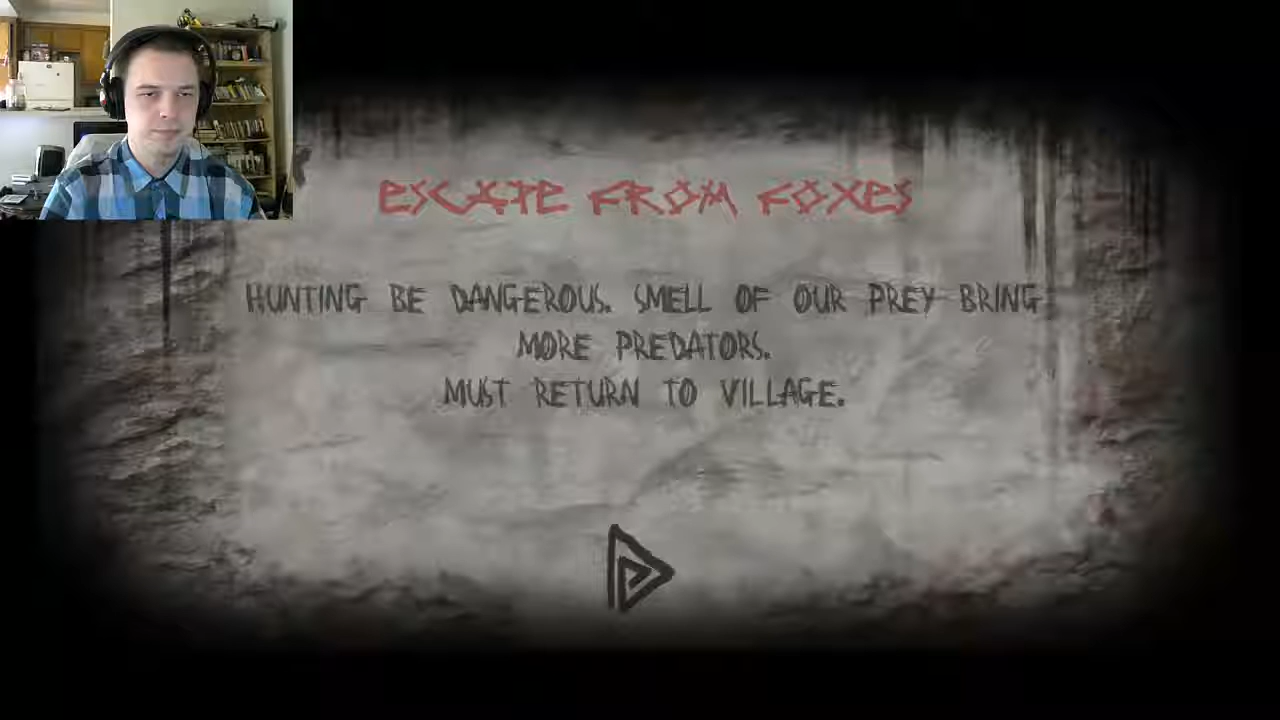 ESCAPE FROM FOXES
HUNTING BE DANGEROUS. SMELL OF OUR PREY BRING
MORE PREDATORS.
MUST RETURN TO VILLAGE.